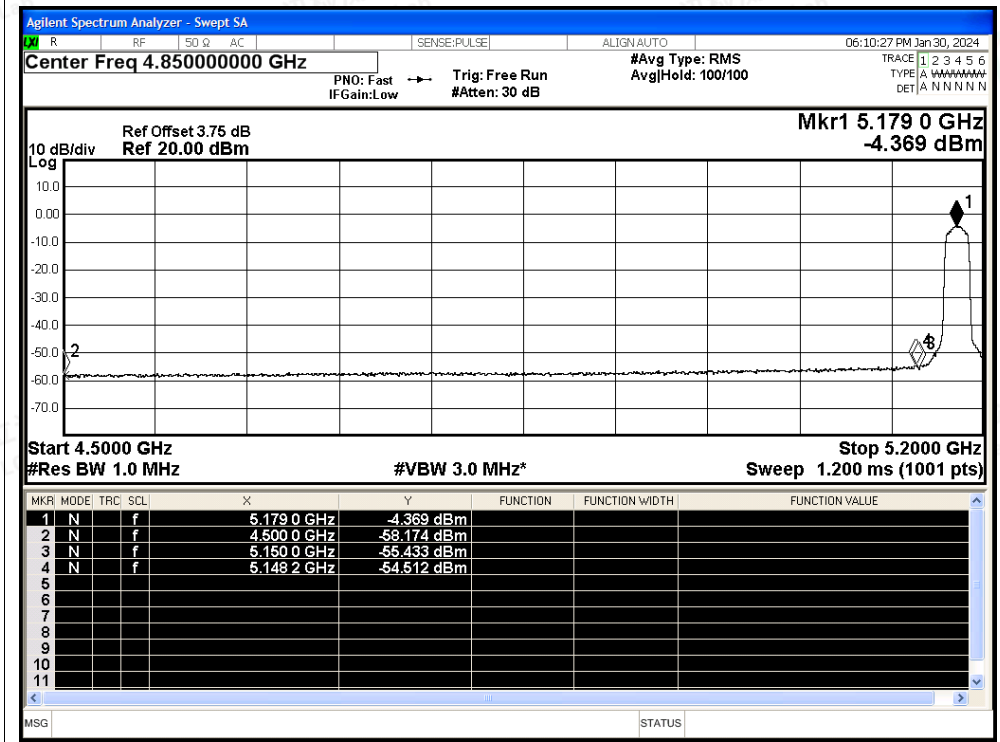 Agilent Spectrum Analyzer - Swept SA
LXI R RF 50 Ω AC SENSE:PULSE ALIGN AUTO 06:10:27 PM Jan 30, 2024
Center Freq 4.850000000 GHz #Avg Type: RMS TRACE 1 2 3 4 5 6
PNO: Fast Trig: Free Run Avg|Hold: 100/100 TYPE A WWWWW
IFGain:Low #Atten: 30 dB DET A N N N N N
Mkr1 5.179 0 GHz
Ref Offset 3.75 dB
10 dB/div Ref 20.00 dBm -4.369 dBm
Log
10.0
0.00 1
-10.0
-20.0
-30.0
-40.0
-50.0 2 4 3
-60.0
-70.0
Start 4.5000 GHz Stop 5.2000 GHz
#Res BW 1.0 MHz #VBW 3.0 MHz* Sweep 1.200 ms (1001 pts)
MKR MODE TRC SCL X Y FUNCTION FUNCTION WIDTH FUNCTION VALUE
1 N f 5.179 0 GHz -4.369 dBm
2 N f 4.500 0 GHz -58.174 dBm
3 N f 5.150 0 GHz -55.433 dBm
4 N f 5.148 2 GHz -54.512 dBm
5
6
7
8
9
10
11
MSG STATUS